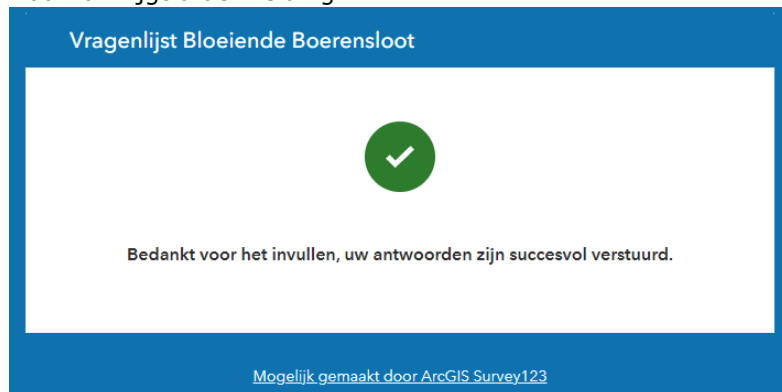 Vragenlijst Bloeiende Boerensloot
Bedankt voor het invullen, uw antwoorden zijn succesvol verstuurd.
Mogelijk gemaakt door ArcGIS Survey123